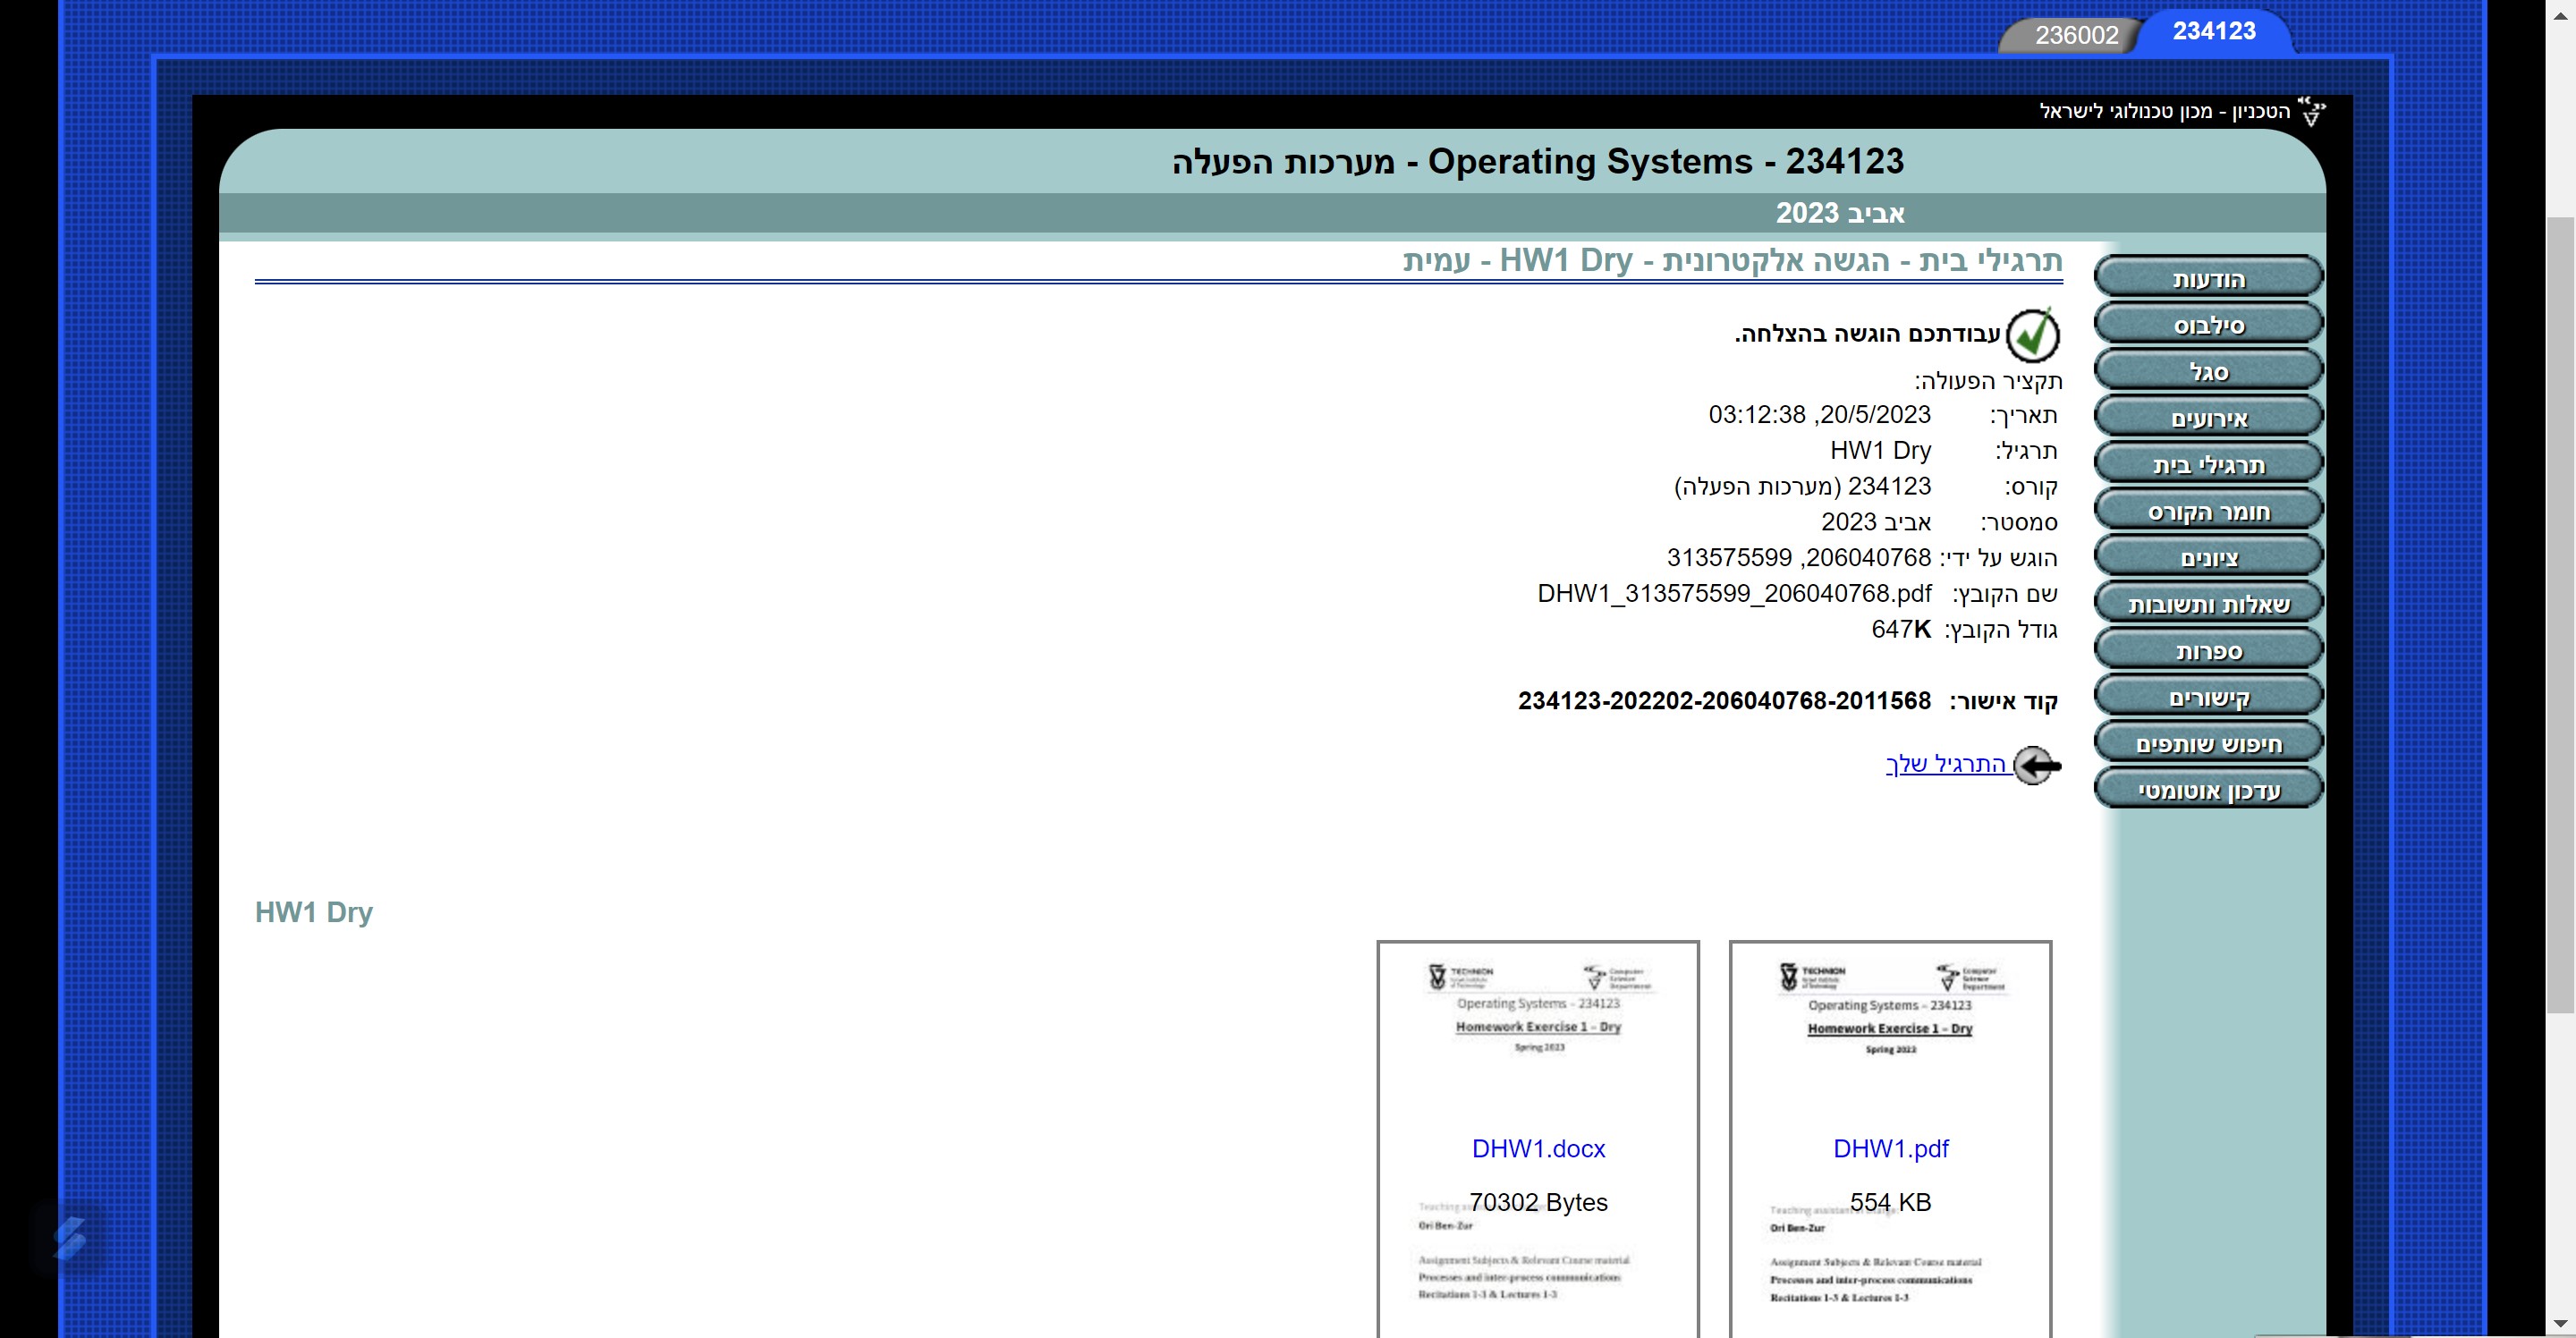 236002
234123
הטכניון - מכון טכנולוגי לישראל
234123 - Operating Systems - מערכות הפעלה
אביב 2023
תרגילי בית - הגשה אלקטרונית - HW1 Dry - עמית
הודעות
סילבוס
סגל
אירועים
תרגילי בית
חומר הקורס
ציונים
שאלות ותשובות
ספרות
קישורים
חיפוש שותפים
עדכון אוטומטי
עבודתכם הוגשה בהצלחה.
תקציר הפעולה:
תאריך: 20/5/2023, 03:12:38
תרגיל: HW1 Dry
קורס: 234123 (מערכות הפעלה)
סמסטר: אביב 2023
הוגש על ידי: 206040768, 313575599
שם הקובץ: DHW1_313575599_206040768.pdf
גודל הקובץ: 647K
קוד אישור: 234123-202202-206040768-2011568
התרגיל שלך
HW1 Dry
TECHNION
Israel Institute
of Technology
Computer
Science
Department
Operating Systems – 234123
Homework Exercise 1 – Dry
Spring 2023
DHW1.pdf
554 KB
Teaching assistant
Ori Ben-Zur
Assignment Subjects & Relevant Course material
Processes and inter-process communications
Recitations 1-3 & Lectures 1-3
TECHNION
Israel Institute
of Technology
Computer
Science
Department
Operating Systems – 234123
Homework Exercise 1 – Dry
Spring 2023
DHW1.docx
70302 Bytes
Teaching
Ori Ben-Zur
Assignment Subjects & Relevant Course material
Processes and inter-process communications
Recitations 1-3 & Lectures 1-3